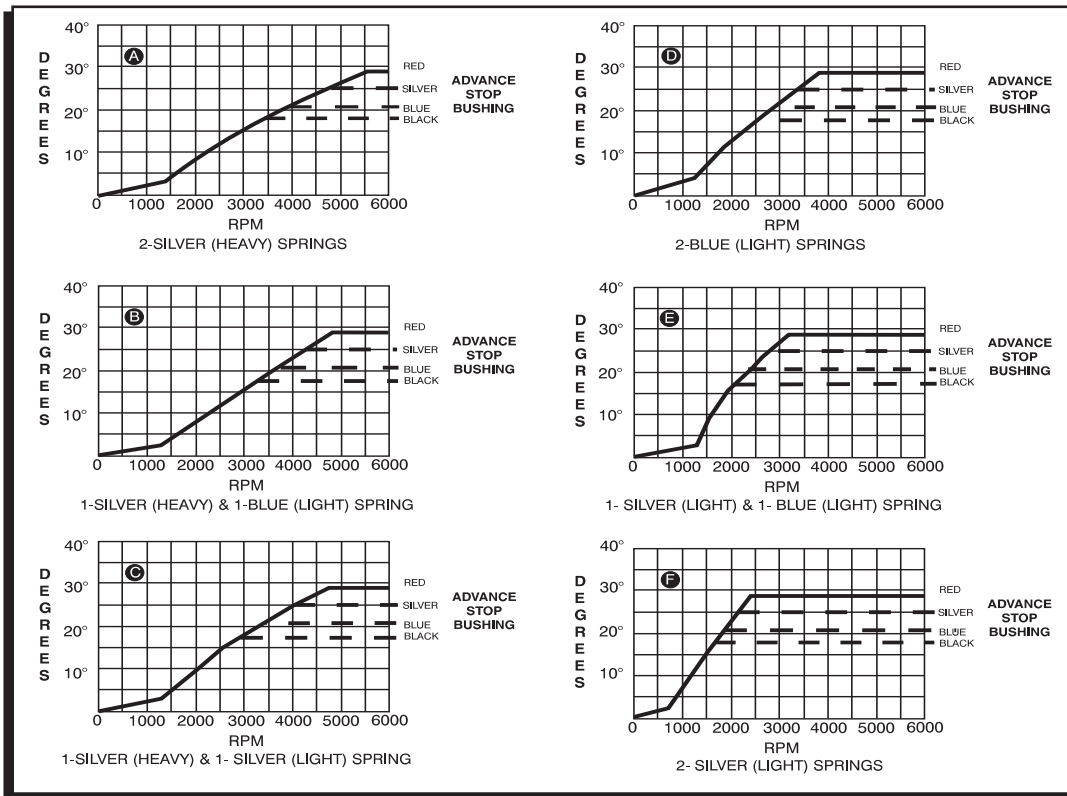 A
40°
30°
20°
10°
DEGREES
RED
SILVER
BLUE
BLACK
ADVANCE
STOP
BUSHING
0 1000 2000 3000 4000 5000 6000
RPM
2-SILVER (HEAVY) SPRINGS
D
40°
30°
20°
10°
DEGREES
RED
SILVER
BLUE
BLACK
ADVANCE
STOP
BUSHING
0 1000 2000 3000 4000 5000 6000
RPM
2-BLUE (LIGHT) SPRINGS
B
40°
30°
20°
10°
DEGREES
RED
SILVER
BLUE
BLACK
ADVANCE
STOP
BUSHING
0 1000 2000 3000 4000 5000 6000
RPM
1-SILVER (HEAVY) & 1-BLUE (LIGHT) SPRING
E
40°
30°
20°
10°
DEGREES
RED
SILVER
BLUE
BLACK
ADVANCE
STOP
BUSHING
0 1000 2000 3000 4000 5000 6000
RPM
1- SILVER (LIGHT) & 1- BLUE (LIGHT) SPRING
C
40°
30°
20°
10°
DEGREES
RED
SILVER
BLUE
BLACK
ADVANCE
STOP
BUSHING
0 1000 2000 3000 4000 5000 6000
RPM
1-SILVER (HEAVY) & 1- SILVER (LIGHT) SPRING
F
40°
30°
20°
10°
DEGREES
RED
SILVER
BLUE
BLACK
ADVANCE
STOP
BUSHING
0 1000 2000 3000 4000 5000 6000
RPM
2- SILVER (LIGHT) SPRINGS